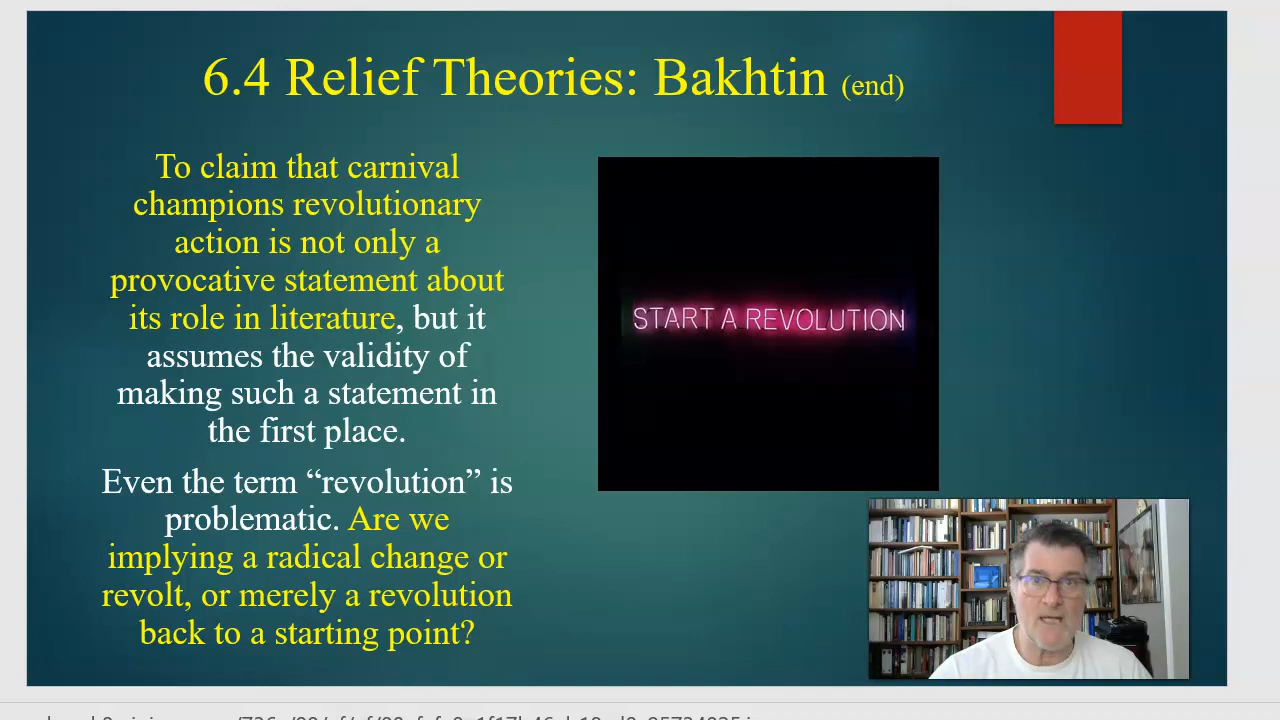 6.4 Relief Theories: Bakhtin (end)
To claim that carnival
champions revolutionary
action is not only a
provocative statement about
its role in literature, but it
assumes the validity of
making such a statement in
the first place.
Even the term “revolution” is
problematic. Are we
implying a radical change or
revolt, or merely a revolution
back to a starting point?
START A REVOLUTION